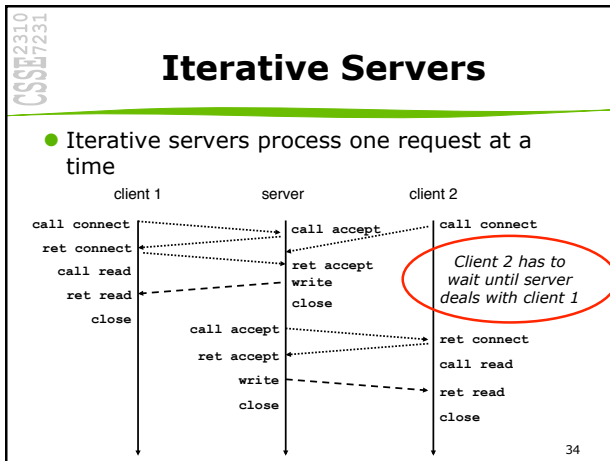 CSSE2310
7231
Iterative Servers
Iterative servers process one request at a
time
client 1
server
client 2
call connect
ret connect
call read
ret read
close
call accept
ret accept
write
close
call accept
ret accept
write
close
call connect
Client 2 has to
wait until server
deals with client 1
ret connect
call read
ret read
close
34